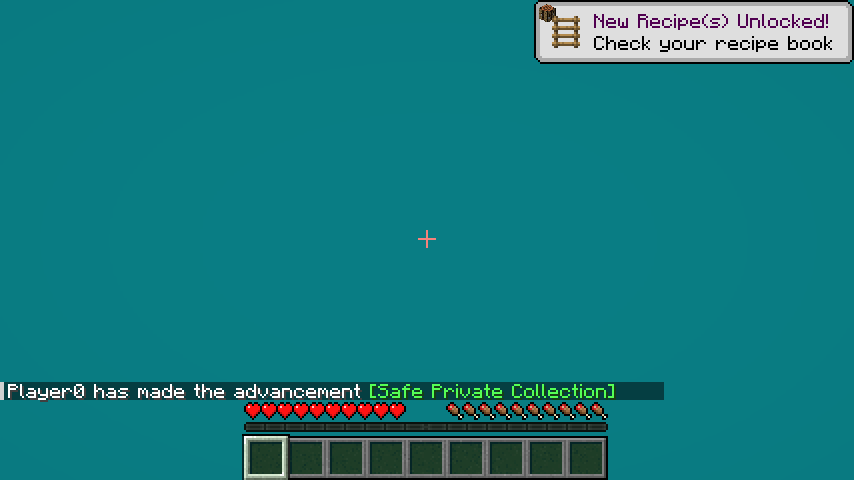 New Recipe(s) Unlocked!
Check your recipe book
Player0 has made the advancement [Safe Private Collection]